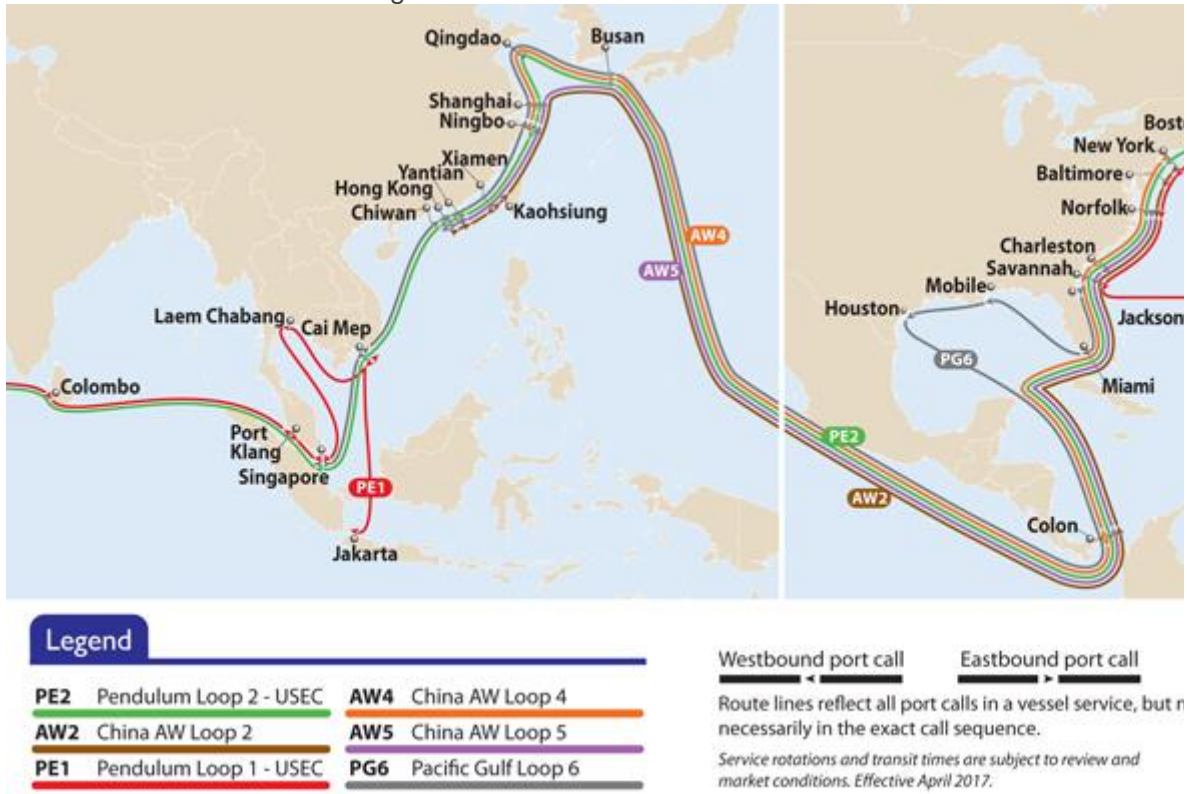 Qingdao
Busan
Shanghai
Ningbo
Xiamen
Yantian
Hong Kong
Chiwan
Kaohsiung
AW4
AW5
Laem Chabang
Cai Mep
Colombo
Port
Klang
Singapore
PE1
Jakarta
Bost
New York
Baltimore
Norfolk
Charleston
Savannah
Mobile
Houston
Jackson
PG6
Miami
PE2
AW2
Colon
Legend
PE2 Pendulum Loop 2 - USEC
AW4 China AW Loop 4
AW2 China AW Loop 2
AW5 China AW Loop 5
PE1 Pendulum Loop 1 - USEC
PG6 Pacific Gulf Loop 6
Westbound port call
Eastbound port call
Route lines reflect all port calls in a vessel service, but n
necessarily in the exact call sequence.
Service rotations and transit times are subject to review and
market conditions. Effective April 2017.